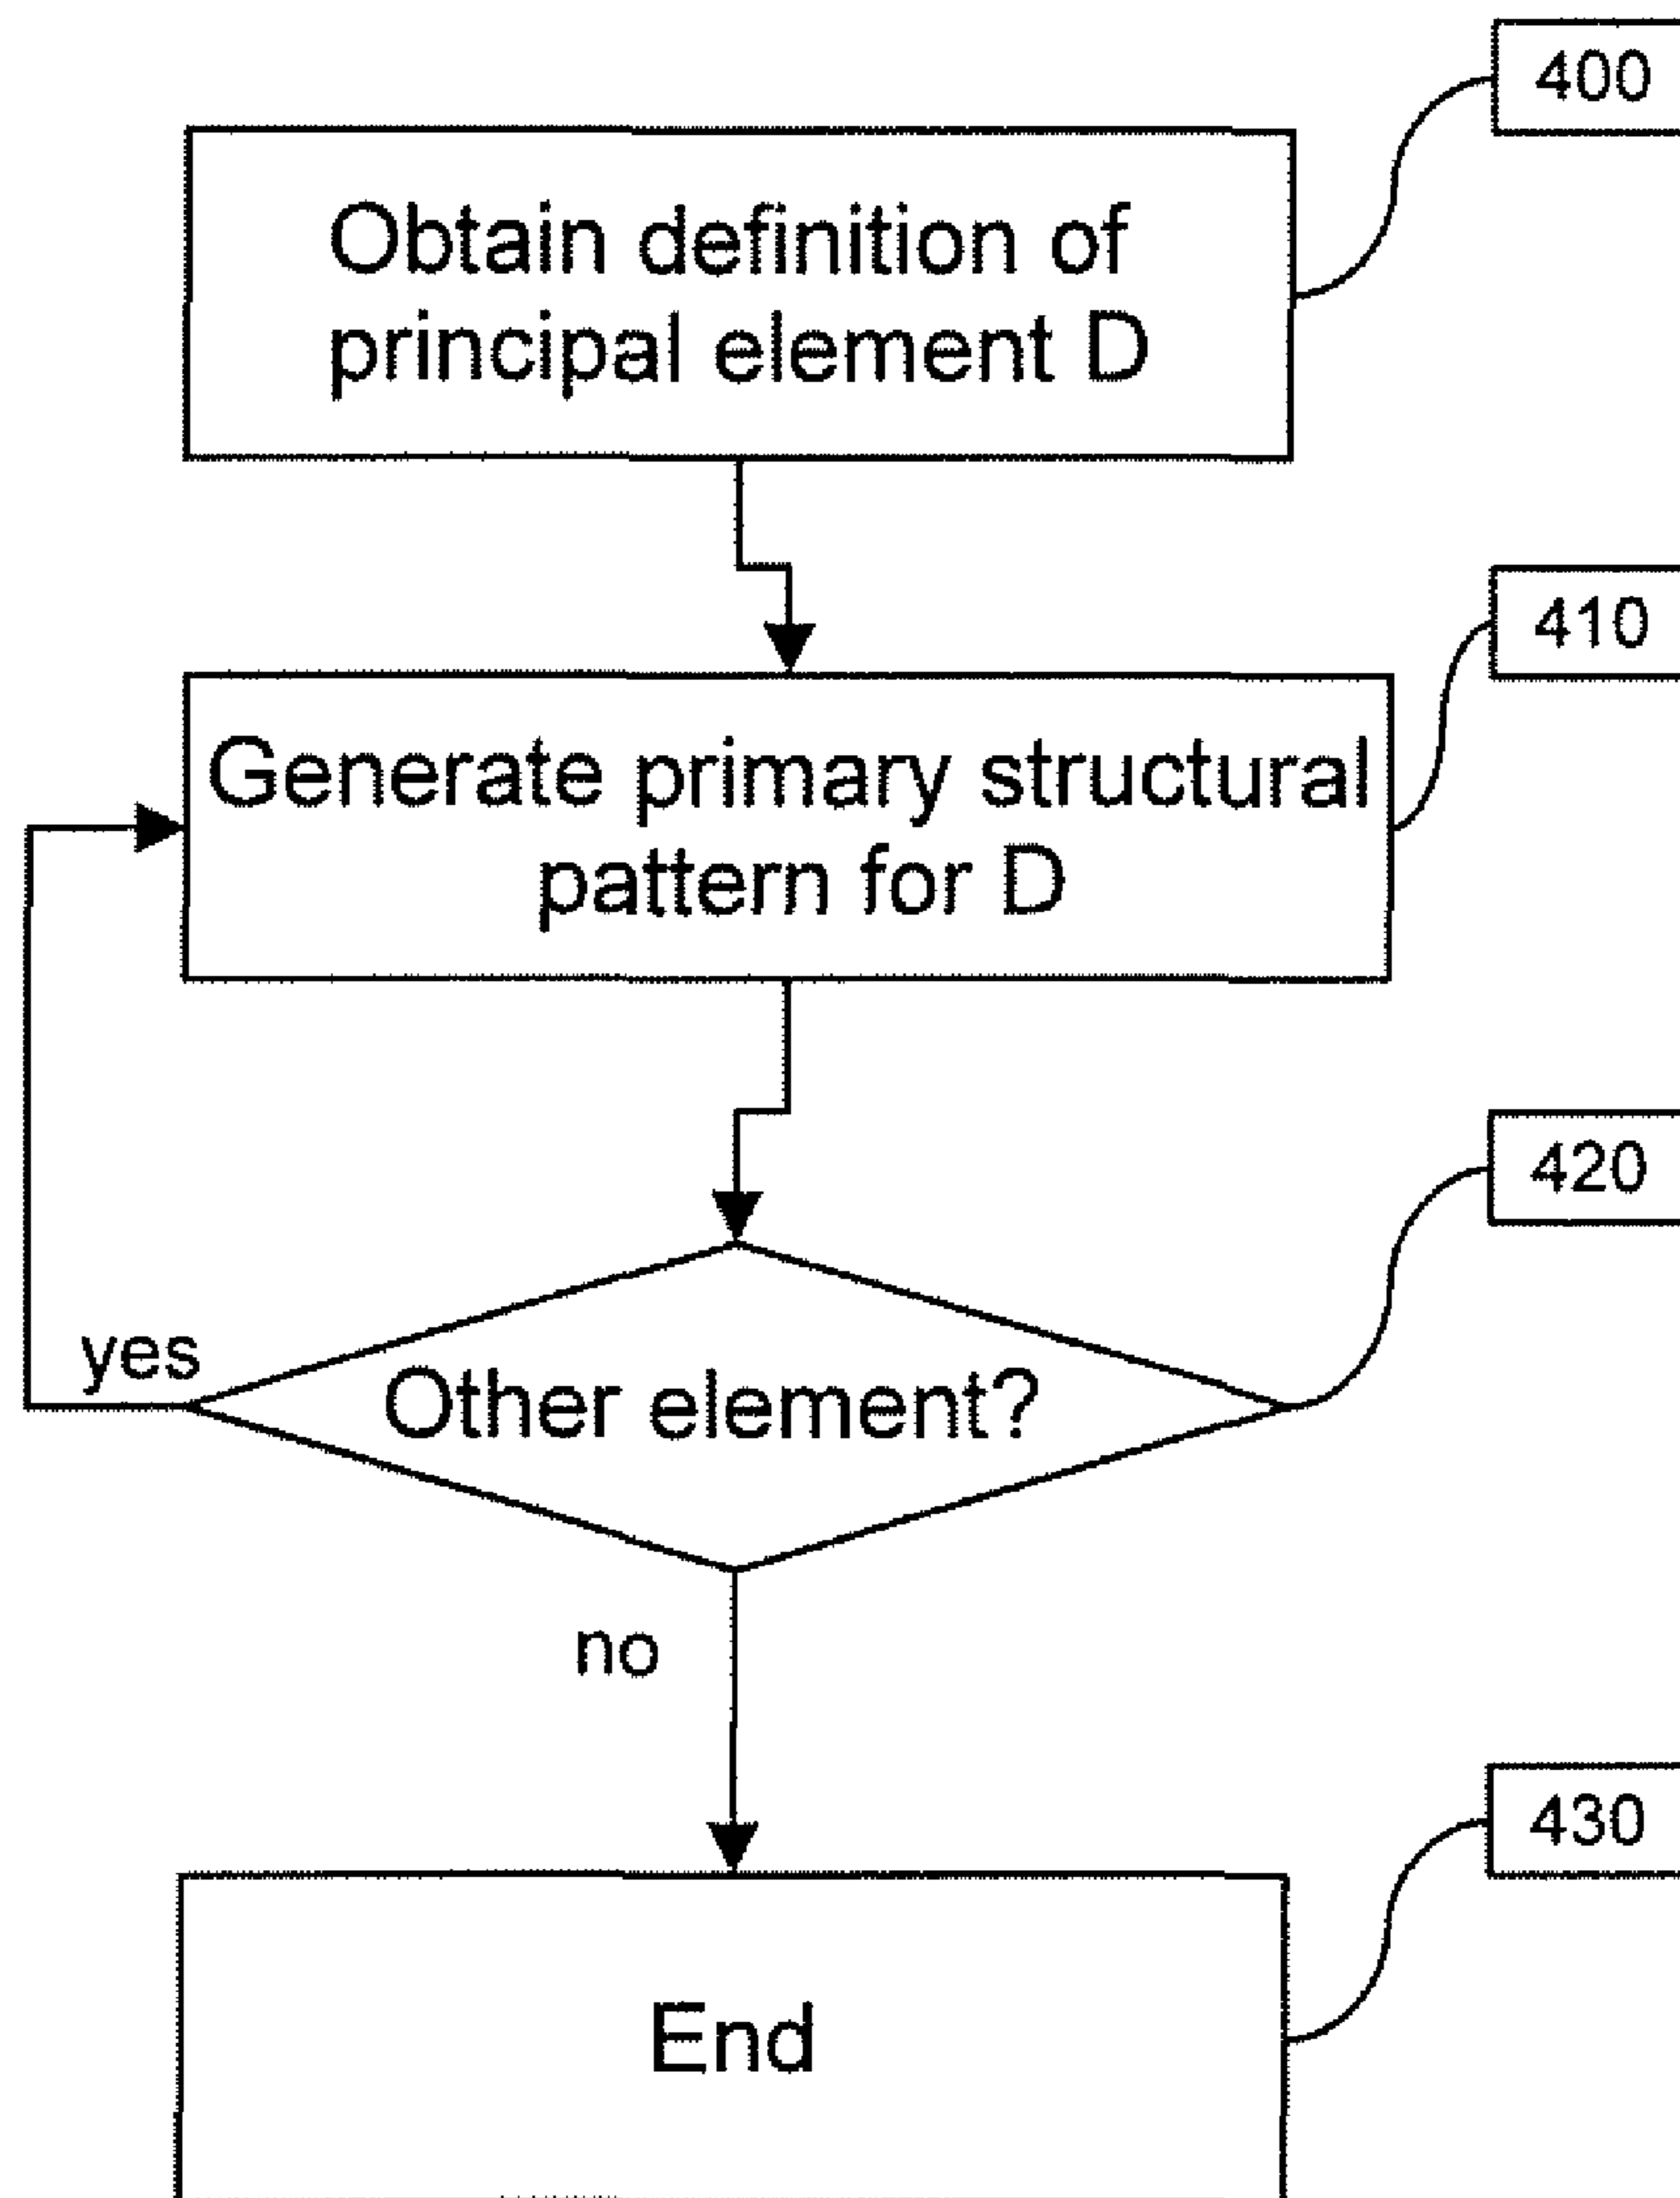 400
Obtain definition of
principal element D
410
Generate primary structural
pattern for D
420
yes
Other element?
no
430
End